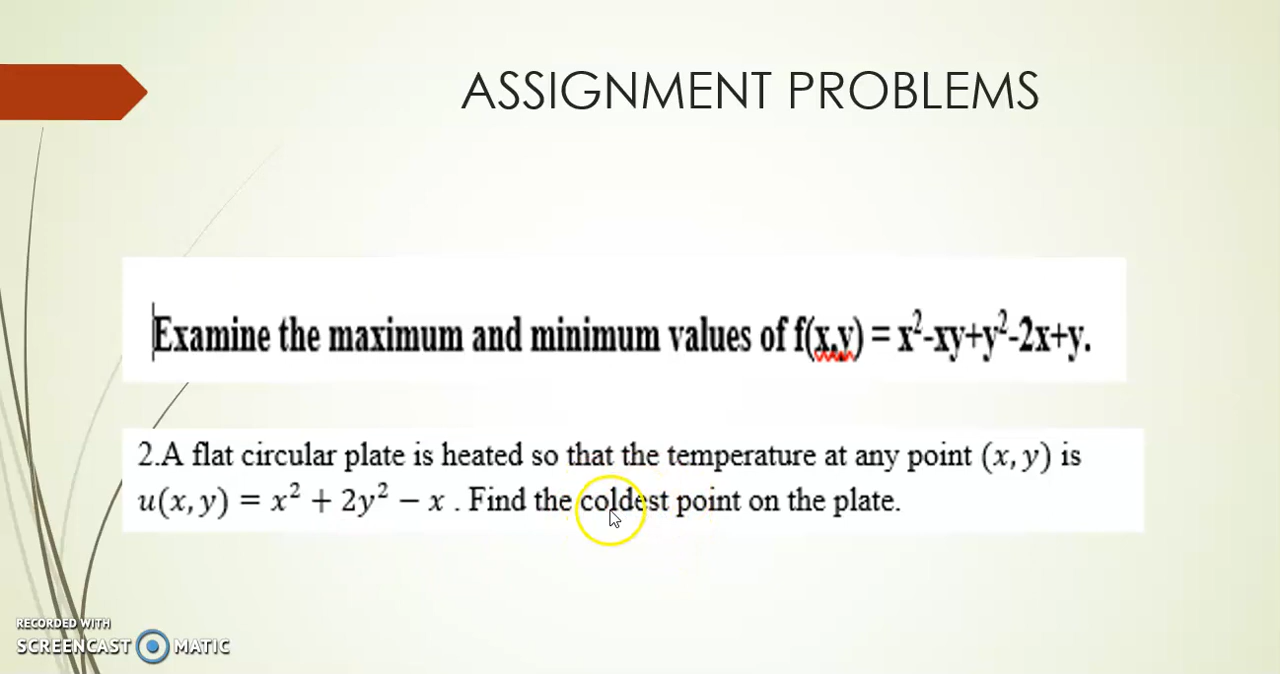 ASSIGNMENT PROBLEMS
Examine the maximum and minimum values of f(x,y) = x²-xy+y²-2x+y.
2.A flat circular plate is heated so that the temperature at any point (x, y) is
u(x, y) = x² + 2y² − x . Find the coldest point on the plate.
RECORDED WITH
SCREENCAST MATIC